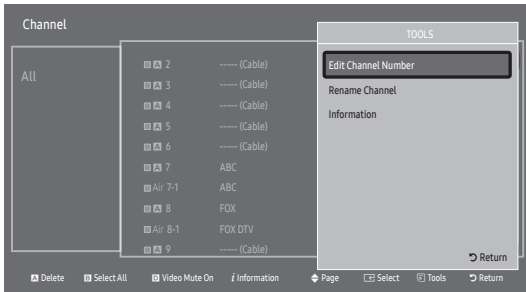 Channel
TOOLS
All
A 2 ----- (Cable)
A 3 ----- (Cable)
A 4 ----- (Cable)
A 5 ----- (Cable)
A 6 ----- (Cable)
A 7 ABC
Air 7-1 ABC
A 8 FOX
Air 8-1 FOX DTV
A 9 ----- (Cable)
Edit Channel Number
Rename Channel
Information
Return
A Delete B Select All D Video Mute On i Information Page Select Tools Return